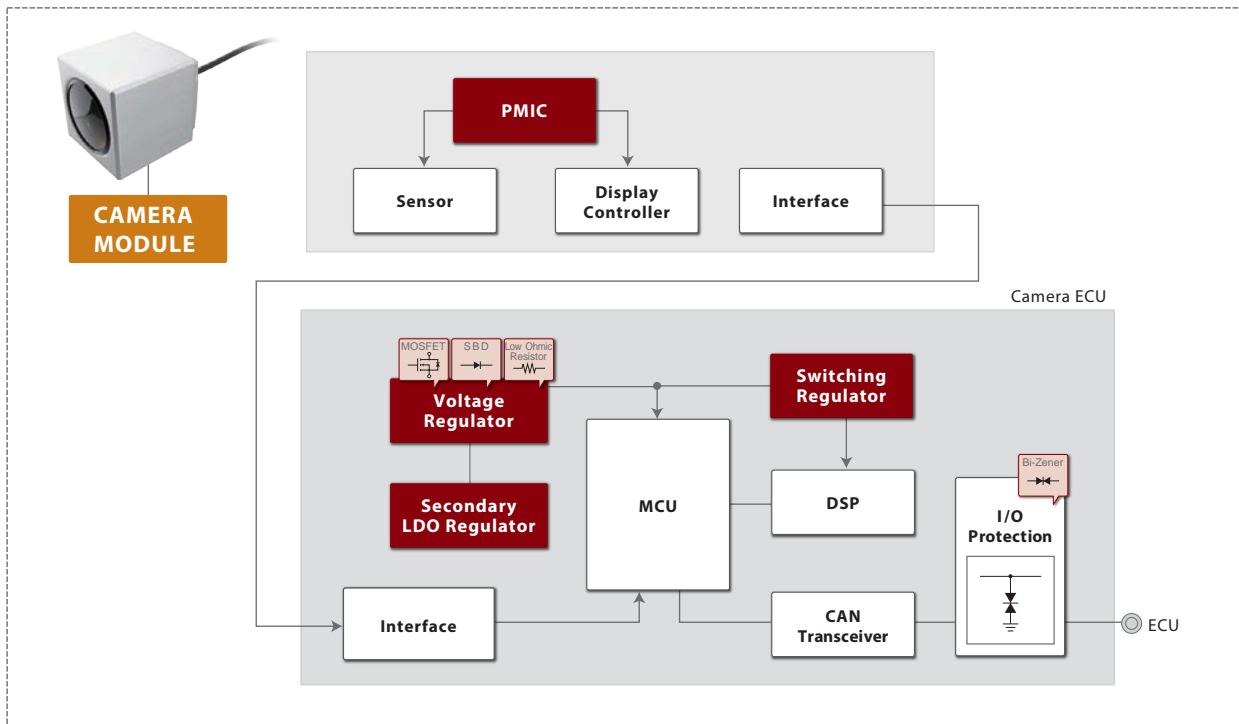 PMIC
Sensor
Display
Controller
Interface
CAMERA
MODULE
Camera ECU
MOSFET
SBD
Low Ohmic
Resistor
Voltage
Regulator
Switching
Regulator
Secondary
LDO Regulator
MCU
DSP
Bi-Zener
I/O
Protection
Interface
CAN
Transceiver
ECU